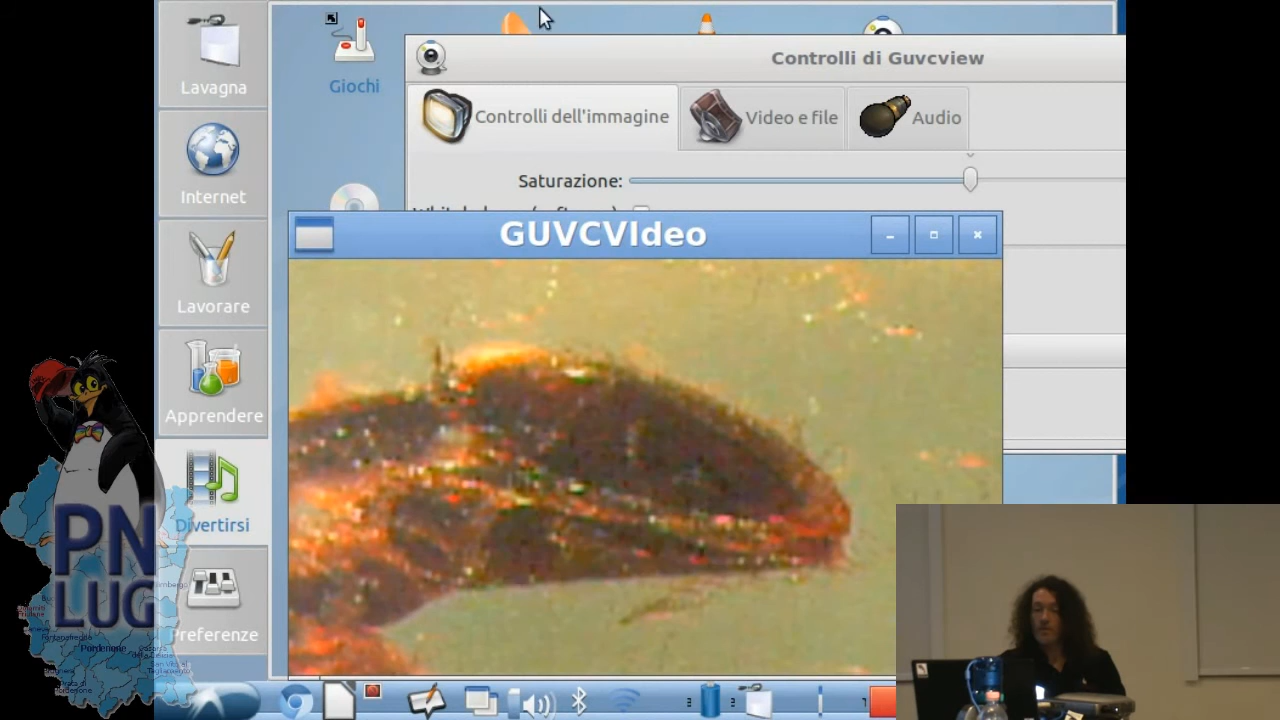 Lavagna
Internet
Lavorare
Apprendere
Divertirsi
Preferenze
Giochi
Controlli di Guvcview
Controlli dell'immagine
Video e file
Audio
Saturazione:
GUVCVIdeo
PN
LUG
Pordenone